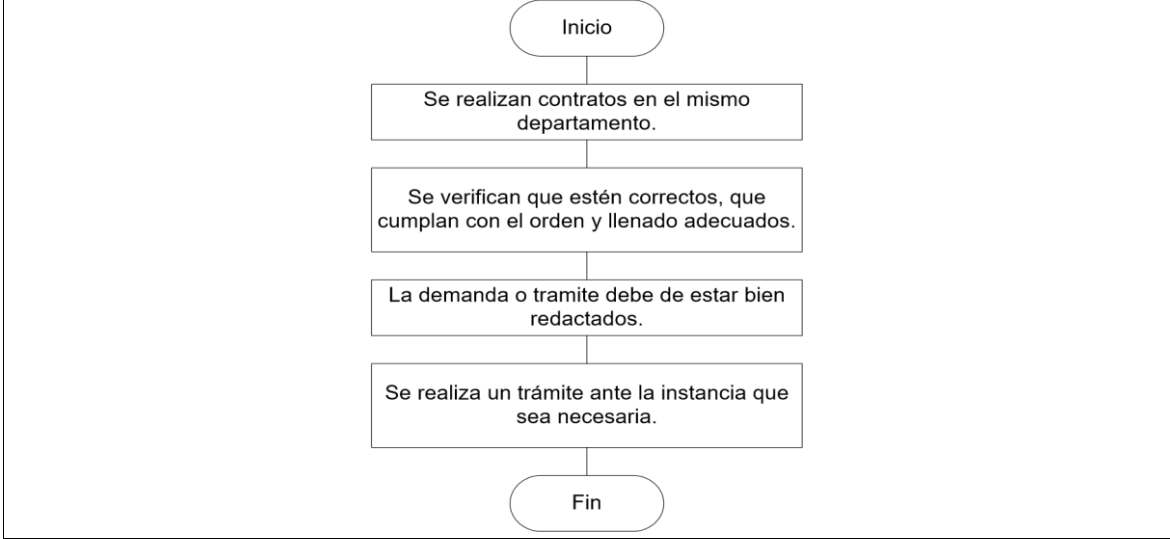 Inicio
Se realizan contratos en el mismo
departamento.
Se verifican que estén correctos, que
cumplan con el orden y llenado adecuados.
La demanda o tramite debe de estar bien
redactados.
Se realiza un trámite ante la instancia que
sea necesaria.
Fin